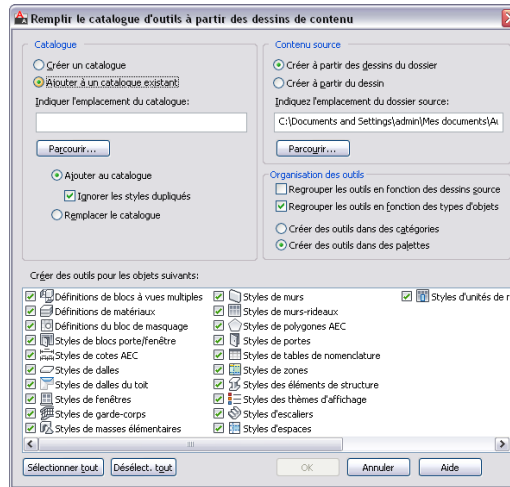 Remplir le catalogue d'outils à partir des dessins de contenu
Catalogue
Créer un catalogue
Ajouter à un catalogue existant
Indiquer l'emplacement du catalogue:
Parcourir...
Ajouter au catalogue
Ignorer les styles dupliqués
Remplacer le catalogue
Contenu source
Créer à partir des dessins du dossier
Créer à partir du dessin
Indiquez l'emplacement du dossier source:
C:\Documents and Settings\admin\Mes documents\
Parcourir...
Organisation des outils
Regrouper les outils en fonction des dessins source
Regrouper les outils en fonction des types d'objets
Créer des outils dans des catégories
Créer des outils dans des palettes
Créer des outils pour les objets suivants:
Définitions de blocs à vues multiples
Définitions de matériaux
Définitions du bloc de masquage
Styles de blocs porte/fenêtre
Styles de cotes AEC
Styles de dalles
Styles de dalles du toit
Styles de fenêtres
Styles de garde-corps
Styles de masses élémentaires
Styles de murs
Styles de murs-rideaux
Styles de polygones AEC
Styles de portes
Styles de tables de nomenclature
Styles de zones
Styles des éléments de structure
Styles des thèmes d'affichage
Styles d'escaliers
Styles d'espaces
Styles d'unités de
Sélectionner tout
Désélect. tout
OK
Annuler
Aide